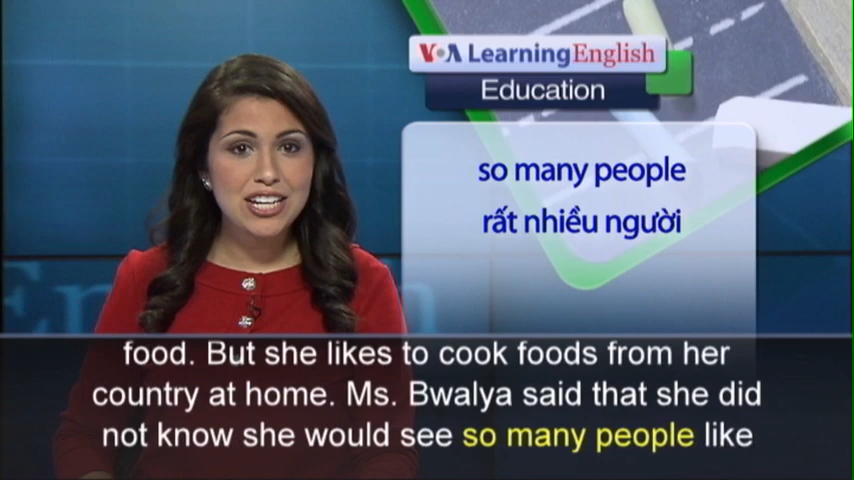 VOA Learning English
Education
so many people
rất nhiều người
food. But she likes to cook foods from her
country at home. Ms. Bwalya said that she did
not know she would see so many people like